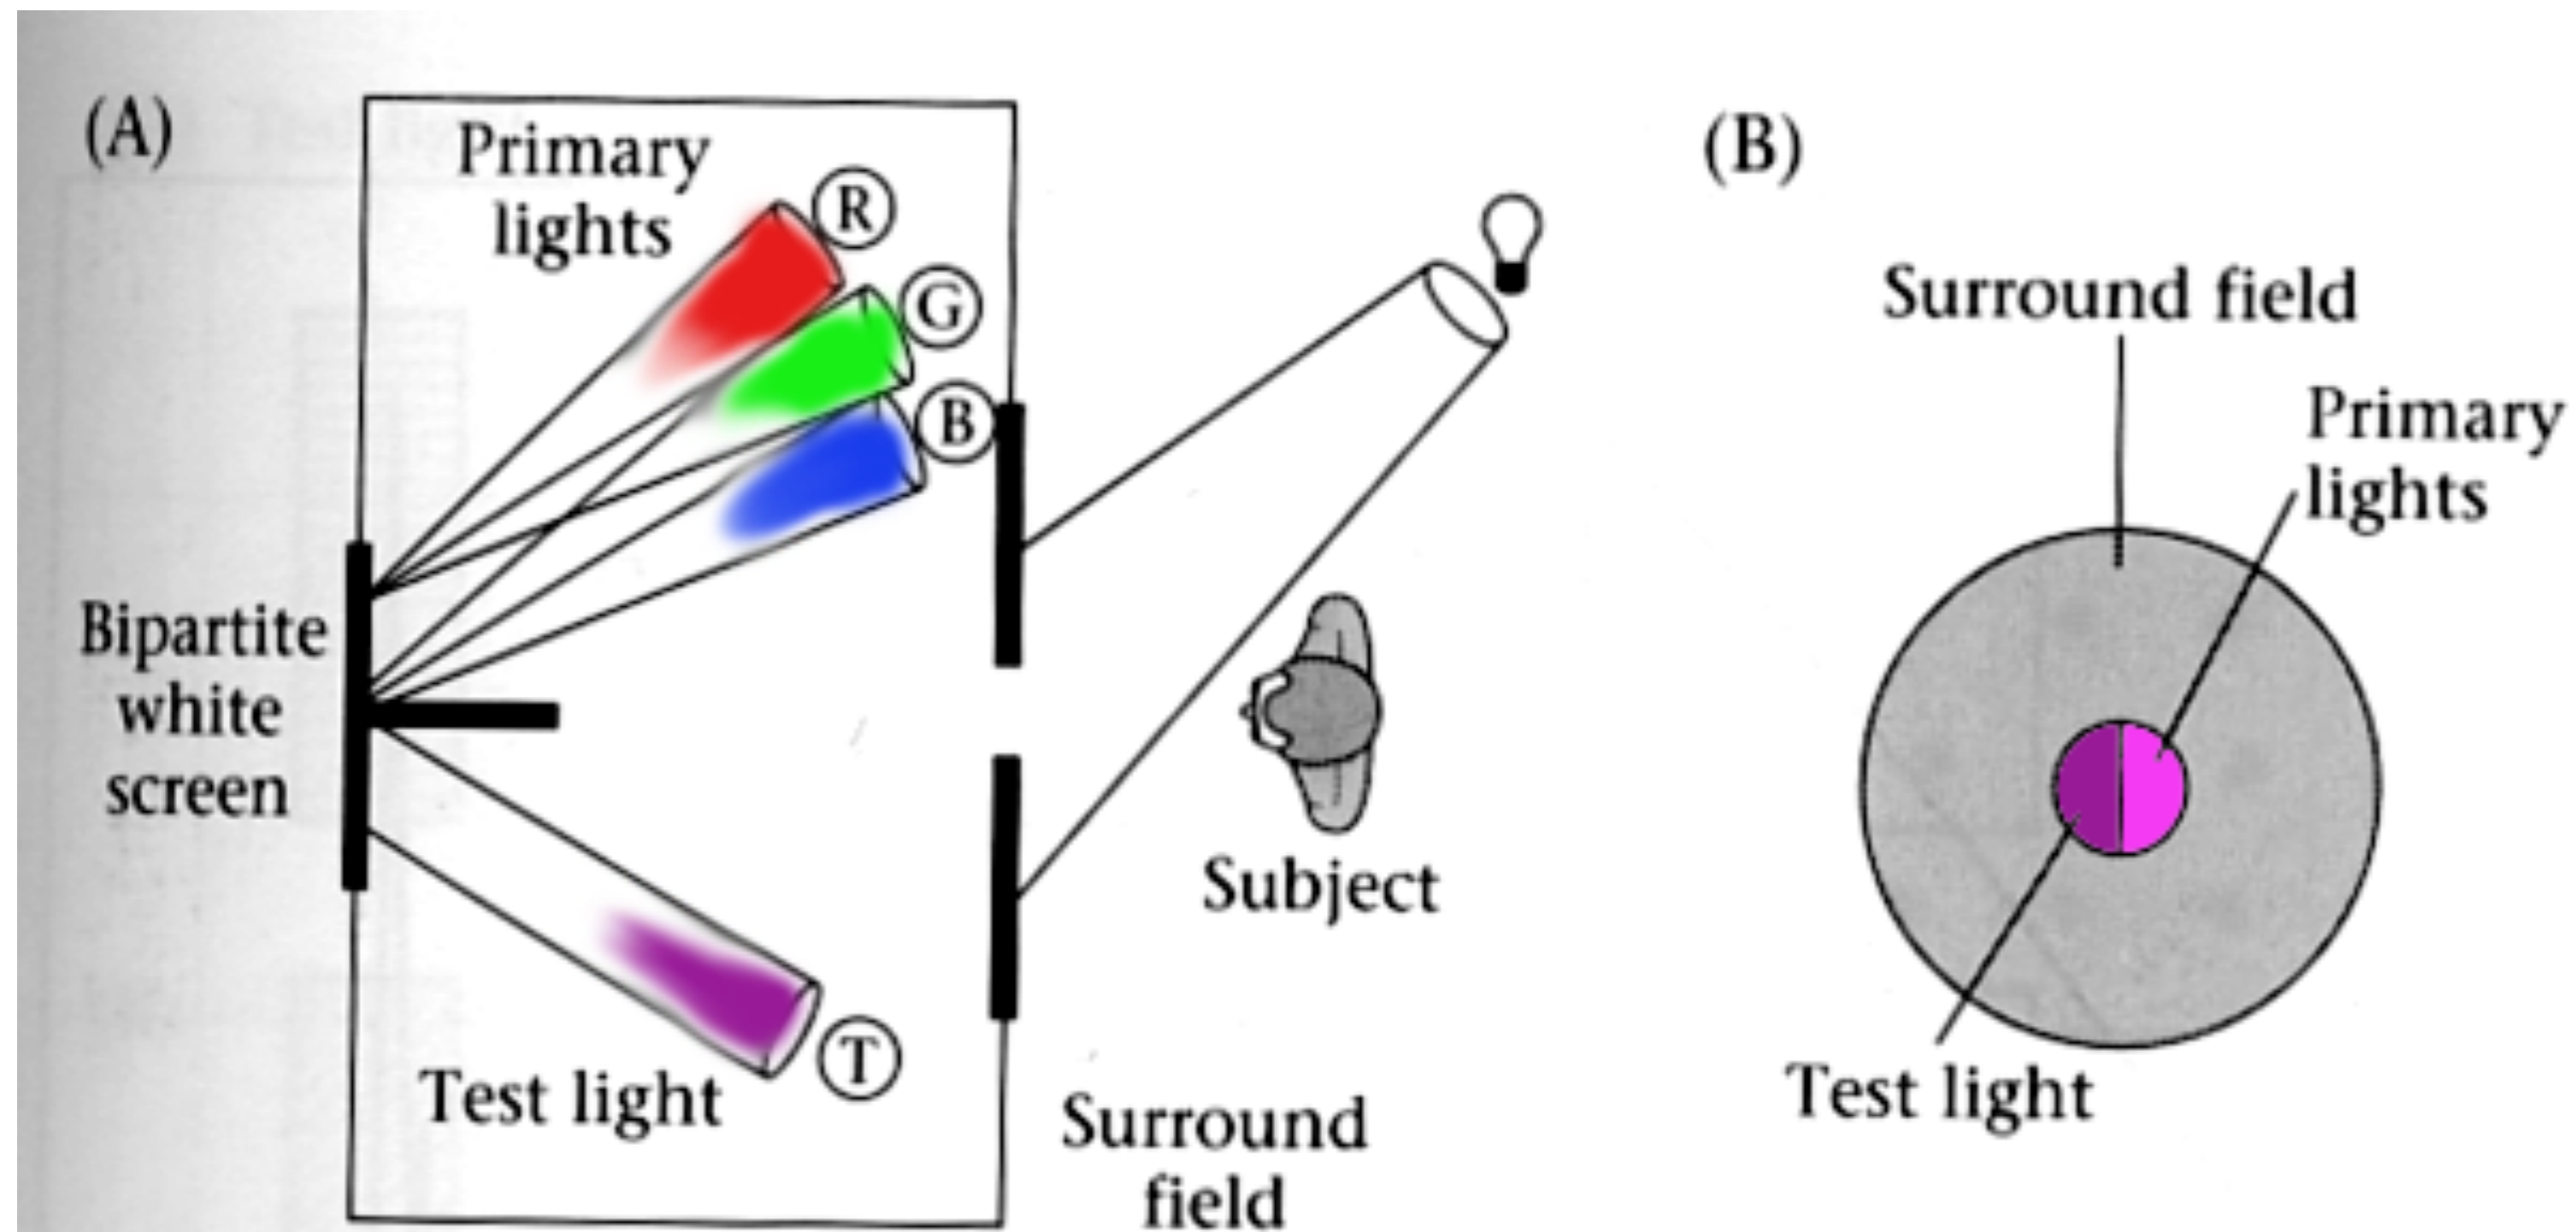 (A)
Primary
lights
R
G
B
Bipartite
white
screen
Test light
T
Subject
Surround
field
(B)
Surround field
Primary
lights
Test light